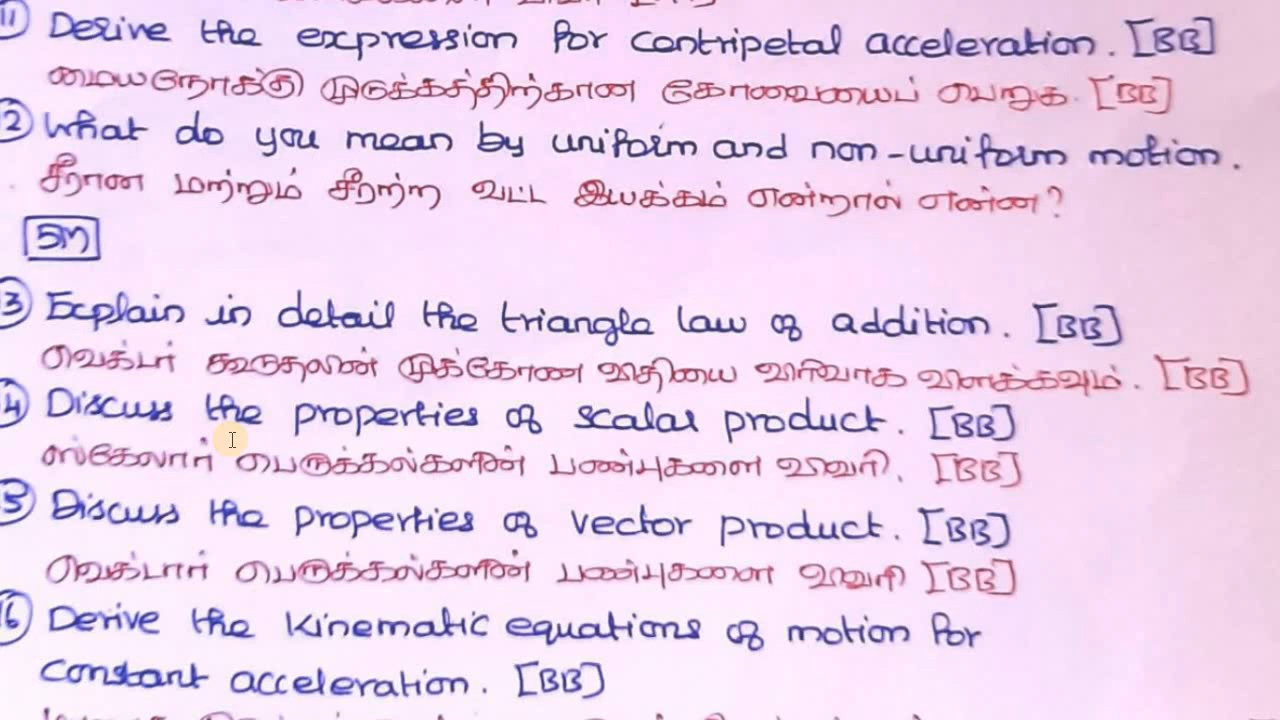 11 Derive the expression for centripetal acceleration. [BB]
மையநோக்கு முடுக்கத்திற்கான கோவையைப் பெறுக. [BB]
2 What do you mean by uniform and non-uniform motion.
சீரான மற்றும் சீரற்ற வட்ட இயக்கம் என்றால் என்ன?
5M
3 Explain in detail the triangle law of addition. [BB]
வெக்டர் கூடுதலின் முக்கோண விதியை விரிவாக விளக்கவும். [BB]
4 Discuss the properties of scalar product. [BB]
ஸ்கேலார் பெருக்கல்களின் பண்புகளை விவரி. [BB]
5 Discuss the properties of vector product. [BB]
வெக்டார் பெருக்கல்களின் பண்புகளை விவரி [BB]
6 Derive the kinematic equations of motion for
constant acceleration. [BB]